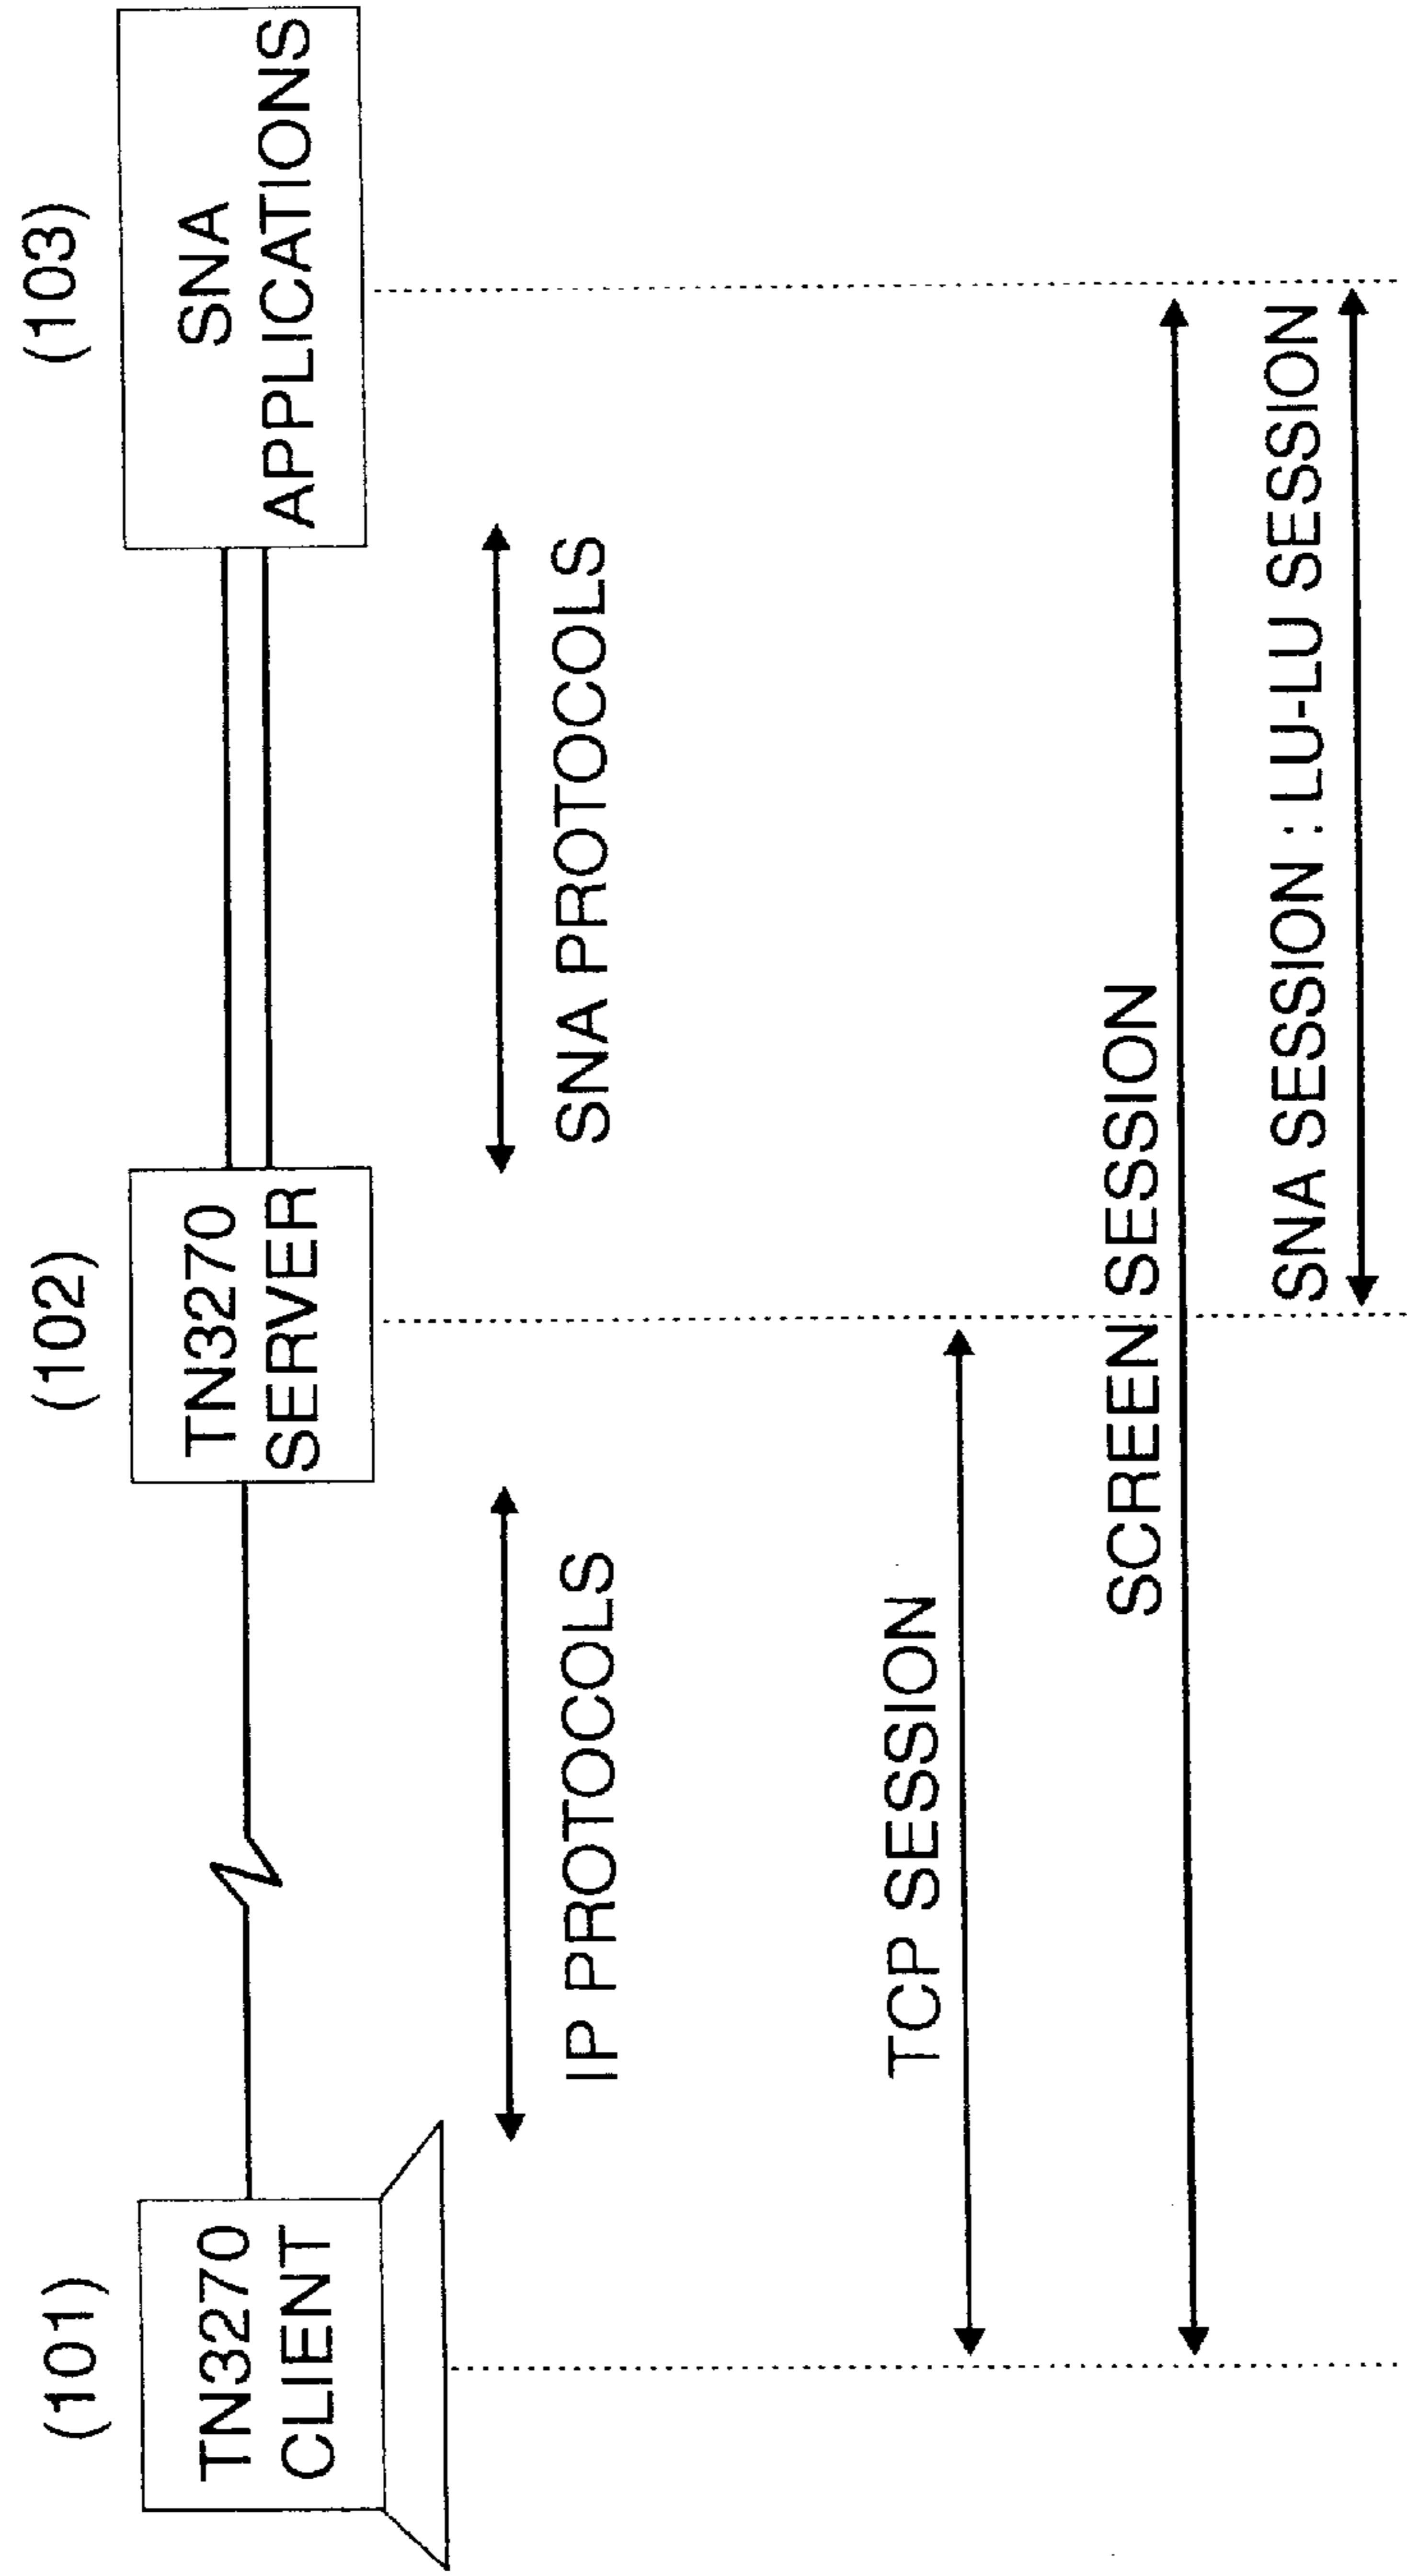 (101)
(102)
(103)
TN3270
CLIENT
TN3270
SERVER
SNA
APPLICATIONS
IP PROTOCOLS
SNA PROTOCOLS
TCP SESSION
SCREEN SESSION
SNA SESSION : LU-LU SESSION